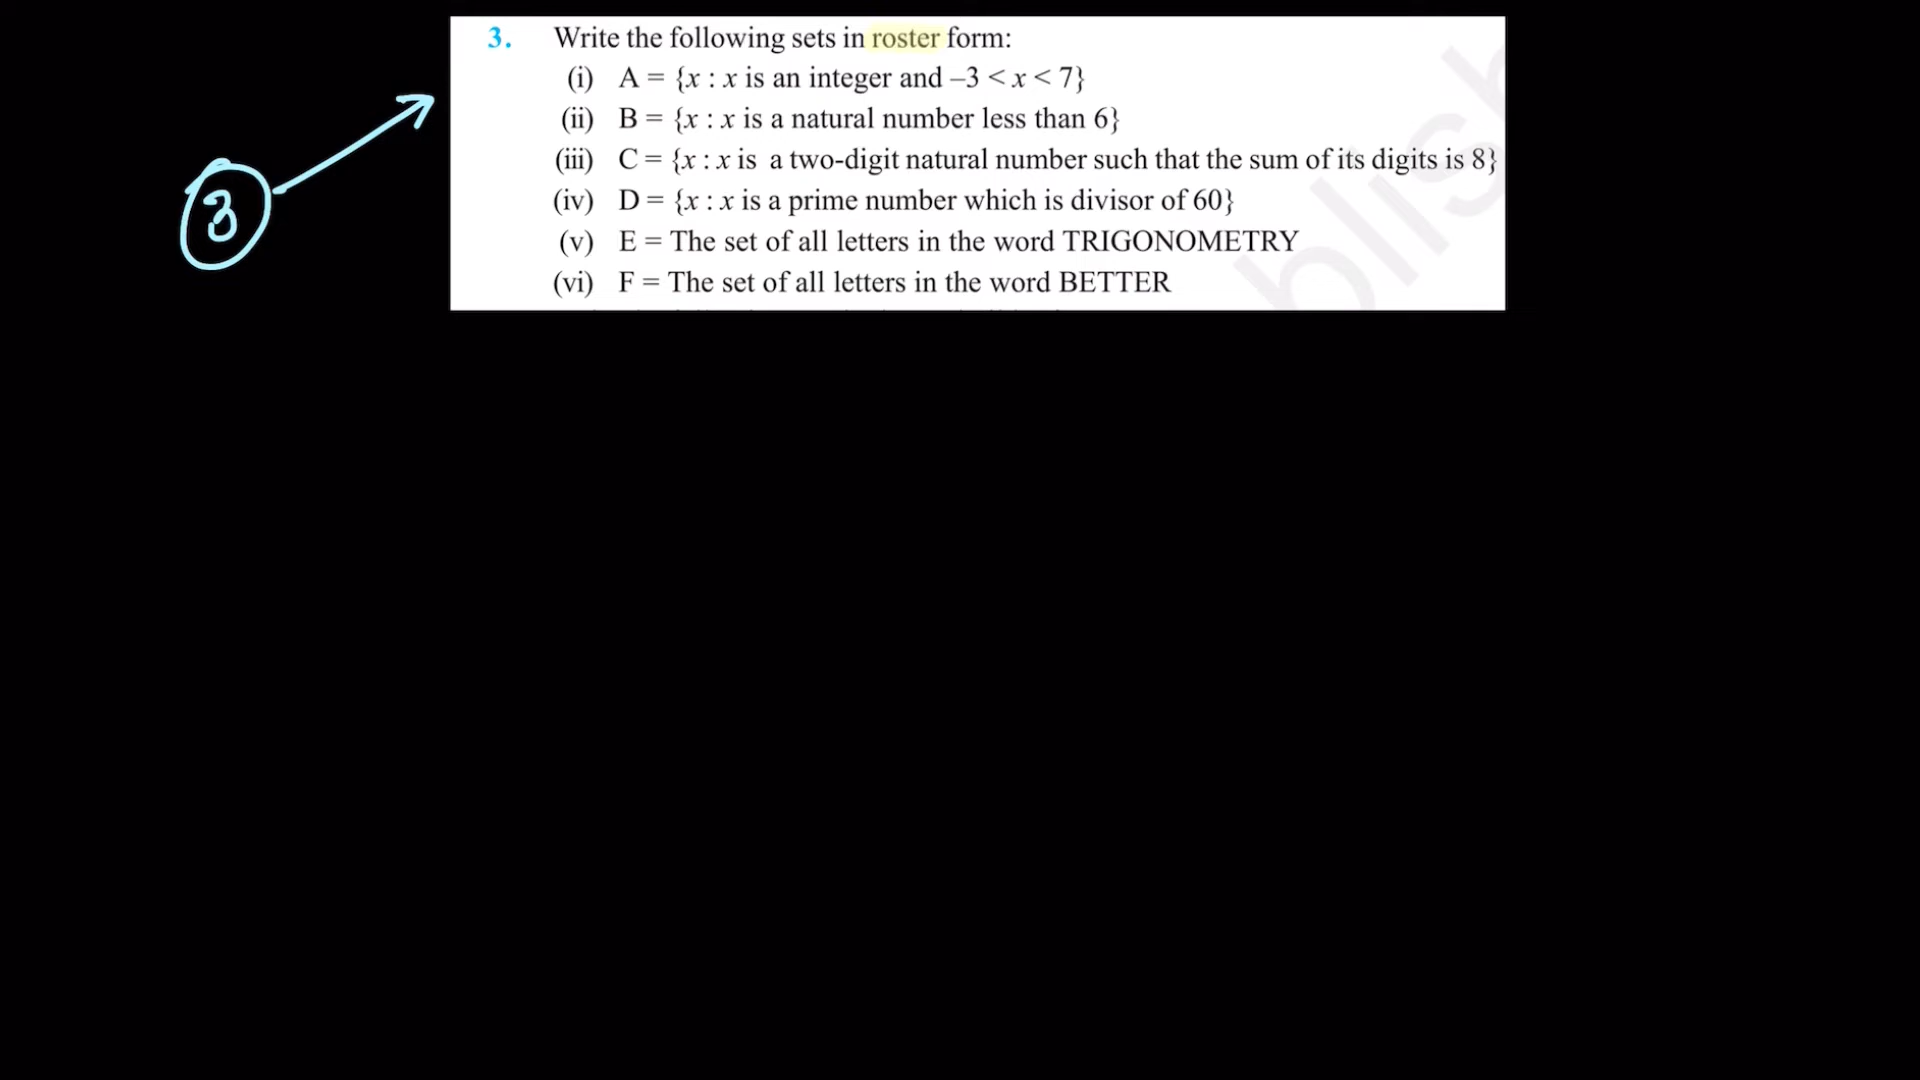 3. Write the following sets in roster form:
(i) A = {x : x is an integer and –3 < x < 7}
(ii) B = {x : x is a natural number less than 6}
(iii) C = {x : x is a two-digit natural number such that the sum of its digits is 8}
(iv) D = {x : x is a prime number which is divisor of 60}
(v) E = The set of all letters in the word TRIGONOMETRY
(vi) F = The set of all letters in the word BETTER
3